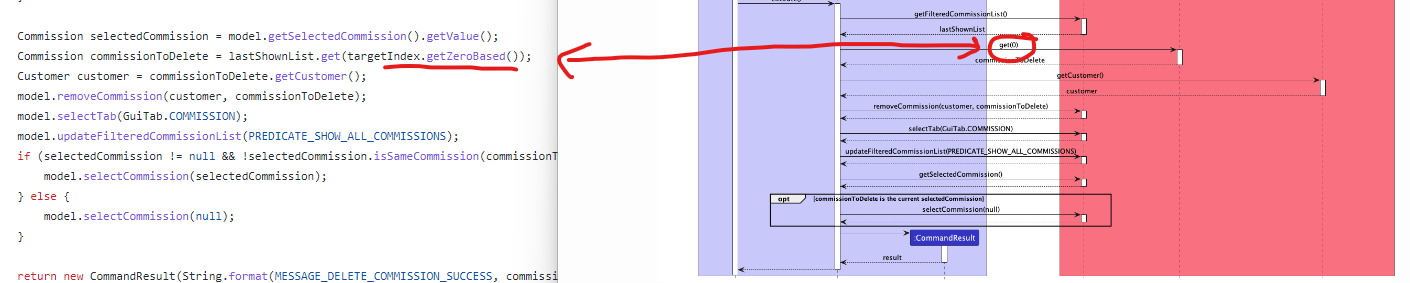 Commission selectedCommission = model.getSelectedCommission().getValue();
Commission commissionToDelete = lastShownList.get(targetIndex.getZeroBased());
Customer customer = commissionToDelete.getCustomer();
model.removeCommission(customer, commissionToDelete);
model.selectTab(GuiTab.COMMISSION);
model.updateFilteredCommissionList(PREDICATE_SHOW_ALL_COMMISSIONS);
if (selectedCommission != null && !selectedCommission.isSameCommission(commissionT
model.selectCommission(selectedCommission);
} else {
model.selectCommission(null);
}
return new CommandResult(String.format(MESSAGE_DELETE_COMMISSION_SUCCESS, commissi
getFilteredCommissionList()
lastShownList
get(0)
commissionToDelete
getCustomer()
customer
removeCommission(customer, commissionToDelete)
selectTab(GuiTab.COMMISSION)
updateFilteredCommissionList(PREDICATE_SHOW_ALL_COMMISSIONS)
getSelectedCommission()
opt [commissionToDelete is the current selectedCommission]
selectCommission(null)
:CommandResult
result